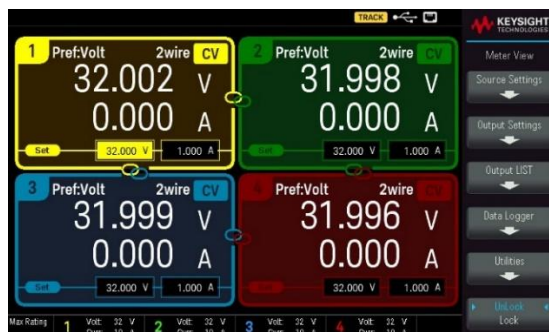 TRACK
KEYSIGHT
TECHNOLOGIES
Meter View
1 Pref:Volt 2wire CV
32.002 V
0.000 A
Set 32.000 V 1.000 A
2 Pref:Volt 2wire CV
31.998 V
0.000 A
Set 32.000 V 1.000 A
3 Pref:Volt 2wire CV
31.999 V
0.000 A
Set 32.000 V 1.000 A
4 Pref:Volt 2wire CV
31.996 V
0.000 A
Set 32.000 V 1.000 A
Source Settings
Output Settings
Output LIST
Data Logger
Utilities
UnLock
Lock
Max Rating 1 Volt: 32 V 2 Volt: 32 V 3 Volt: 32 V 4 Volt: 32 V